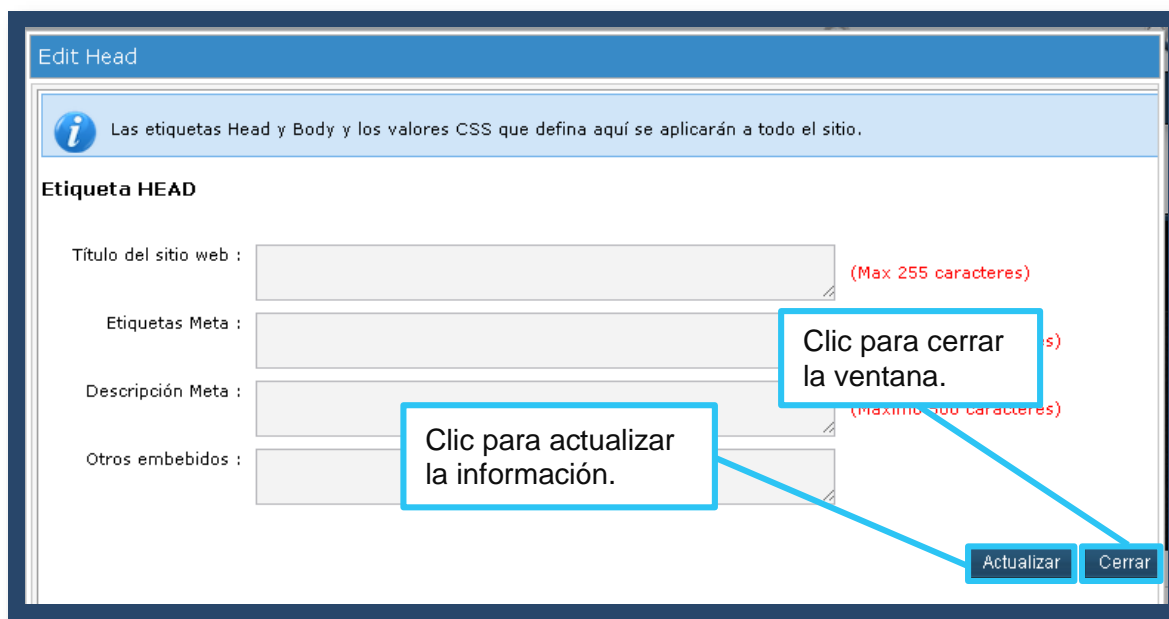 Edit Head
Las etiquetas Head y Body y los valores CSS que defina aquí se aplicarán a todo el sitio.
Etiqueta HEAD
Título del sitio web :
(Max 255 caracteres)
Etiquetas Meta :
Clic para cerrar
la ventana.
Descripción Meta :
caracteres)
Clic para actualizar
la información.
Otros embebidos :
Actualizar
Cerrar